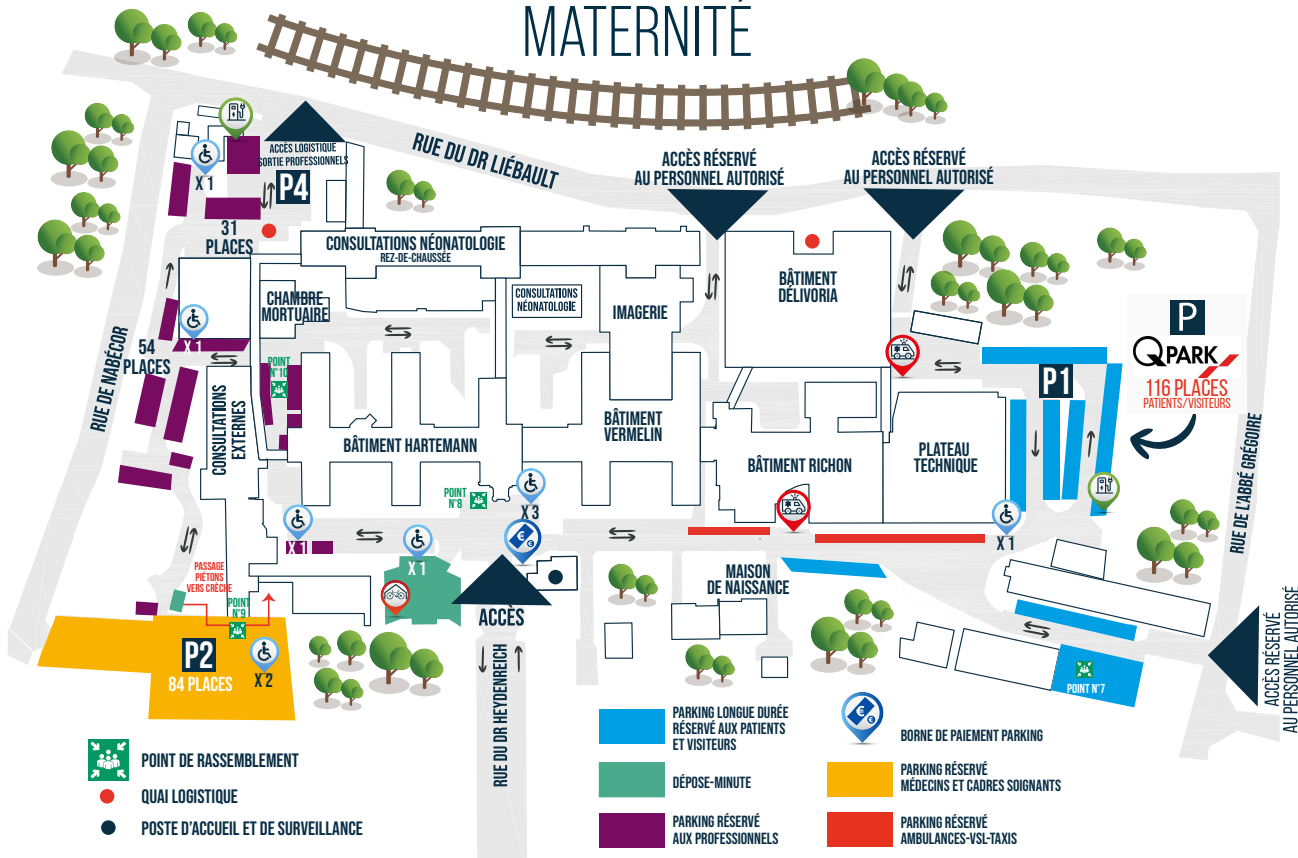 MATERNITÉ
RUE DU DR LIÉBAULT
ACCÈS LOGISTIQUE
SORTIE PROFESSIONNELS
P4
X 1
31
PLACES
ACCÈS RÉSERVÉ
AU PERSONNEL AUTORISÉ
ACCÈS RÉSERVÉ
AU PERSONNEL AUTORISÉ
CONSULTATIONS NÉONATOLOGIE
REZ-DE-CHAUSSÉE
CHAMBRE
MORTUAIRE
CONSULTATIONS
NÉONATOLOGIE
IMAGERIE
BÂTIMENT
DÉLIVORIA
P
Q PARK
116 PLACES
PATIENTS/VISITEURS
P1
RUE DE NABÉCOR
54
PLACES
X 1
POINT
N°10
CONSULTATIONS
EXTERNES
BÂTIMENT HARTEMANN
BÂTIMENT
VERMELIN
BÂTIMENT RICHON
PLATEAU
TECHNIQUE
RUE DE L'ABBÉ GRÉGOIRE
POINT
N°8
X 3
X 1
X 1
€
€
X 1
PASSAGE
PIÉTONS
VERS CRÈCHE
POINT
N°9
P2
84 PLACES
X 2
ACCÈS
MAISON
DE NAISSANCE
RUE DU DR HEYDENREICH
POINT N°7
ACCÈS RÉSERVÉ
AU PERSONNEL AUTORISÉ
POINT DE RASSEMBLEMENT
QUAI LOGISTIQUE
POSTE D'ACCUEIL ET DE SURVEILLANCE
PARKING LONGUE DURÉE
RÉSERVÉ AUX PATIENTS
ET VISITEURS
DÉPOSE-MINUTE
PARKING RÉSERVÉ
AUX PROFESSIONNELS
€
€
BORNE DE PAIEMENT PARKING
PARKING RÉSERVÉ
MÉDECINS ET CADRES SOIGNANTS
PARKING RÉSERVÉ
AMBULANCES-VSL-TAXIS